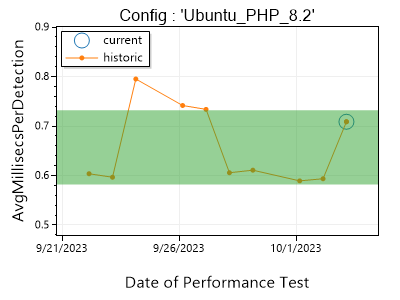 Config : 'Ubuntu_PHP_8.2'
current
historic
AvgMillisecsPerDetection
0.9
0.8
0.7
0.6
0.5
9/21/2023
9/26/2023
10/1/2023
Date of Performance Test